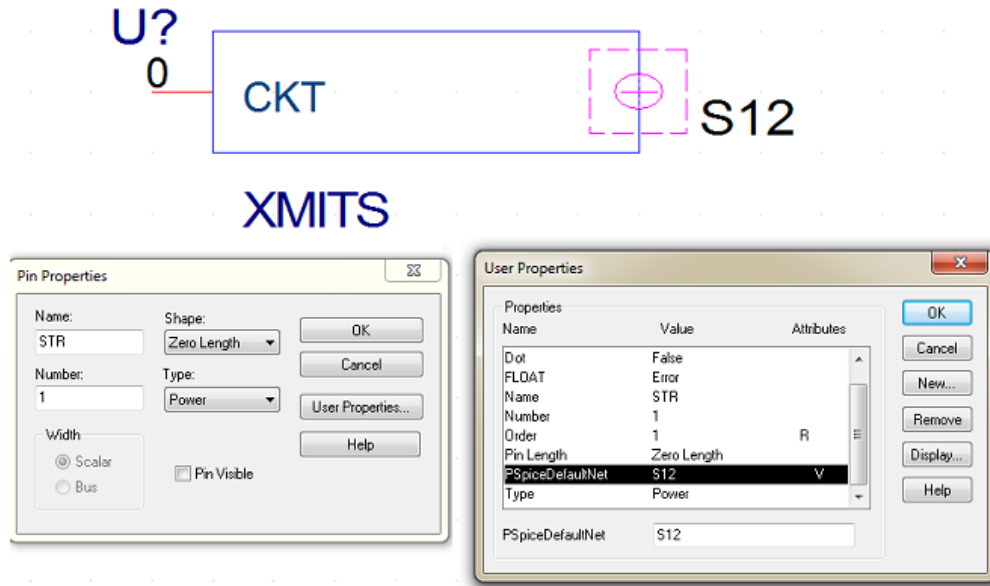 U?
0
CKT
S12
XMITS
Pin Properties
Name:
STR
Shape:
Zero Length
OK
Cancel
Number:
1
Type:
Power
User Properties...
Width
Scalar
Bus
Pin Visible
Help
User Properties
Properties
Name Value Attributes
Dot False
FLOAT Error
Name STR
Number 1
Order 1 R
Pin Length Zero Length
PSpiceDefaultNet S12 V
Type Power
PSpiceDefaultNet S12
OK
Cancel
New...
Remove
Display...
Help